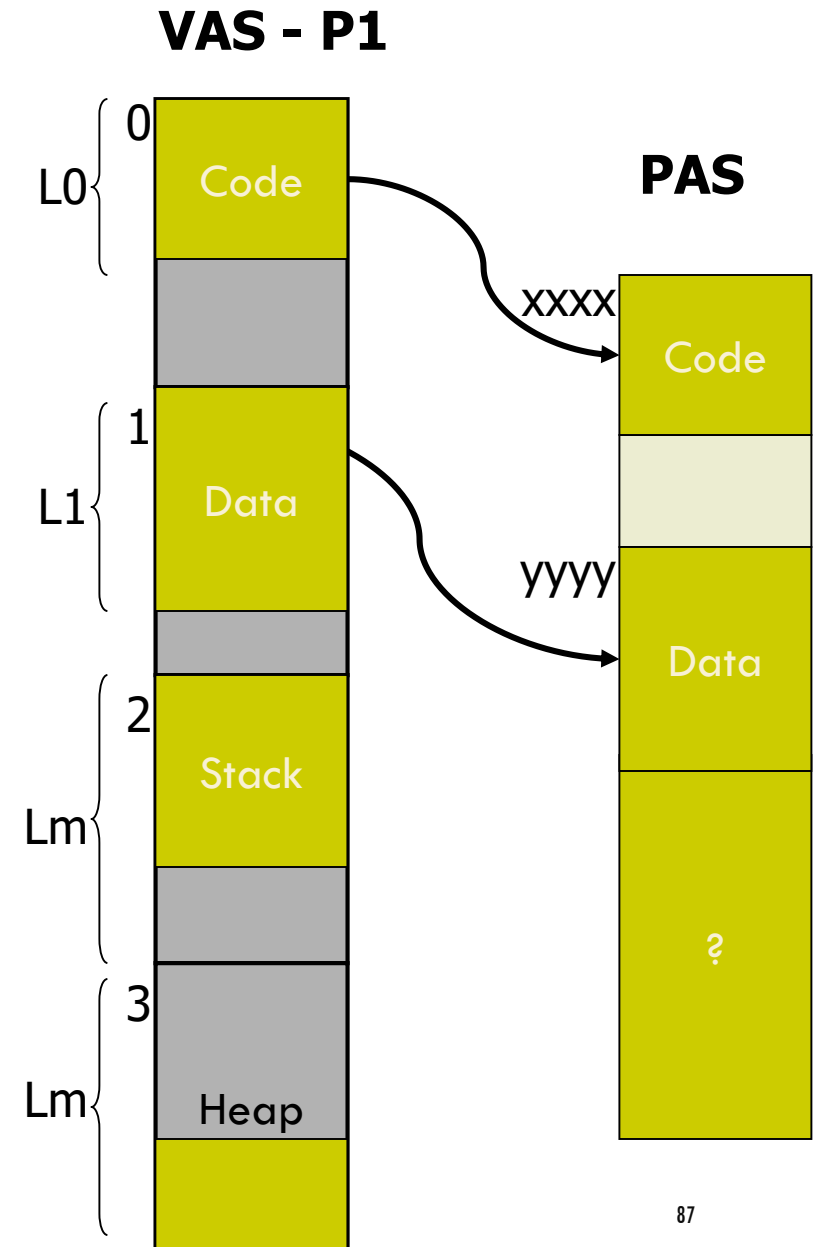 VAS - P1
0
L0
Code
PAS
xxxx
Code
1
L1
Data
yyyy
Data
2
Stack
Lm
?
3
Lm
Heap
87